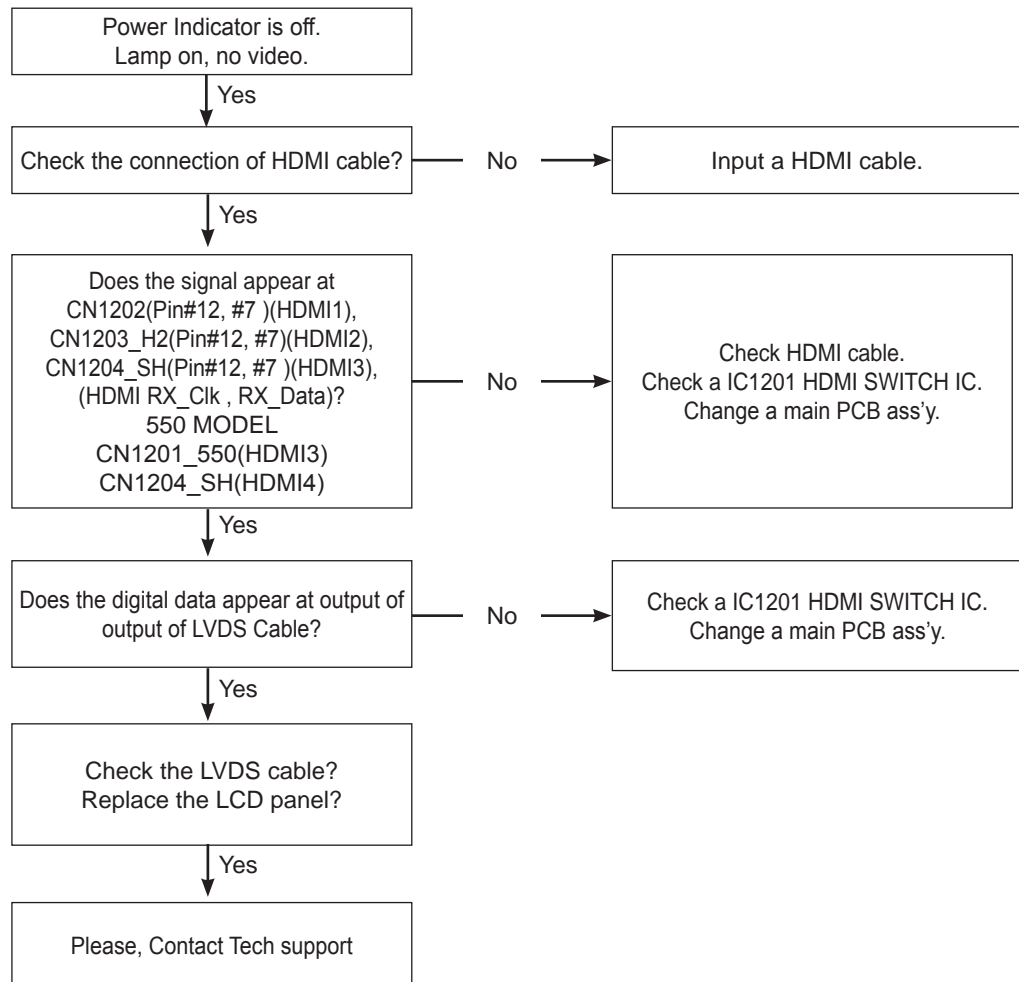 Power Indicator is off.
Lamp on, no video.
Yes
Check the connection of HDMI cable?
No
Input a HDMI cable.
Yes
Does the signal appear at
CN1202(Pin#12, #7 )(HDMI1),
CN1203_H2(Pin#12, #7)(HDMI2),
CN1204_SH(Pin#12, #7 )(HDMI3),
(HDMI RX_Clk , RX_Data)?
550 MODEL
CN1201_550(HDMI3)
CN1204_SH(HDMI4)
No
Check HDMI cable.
Check a IC1201 HDMI SWITCH IC.
Change a main PCB ass'y.
Yes
Does the digital data appear at output of
output of LVDS Cable?
No
Check a IC1201 HDMI SWITCH IC.
Change a main PCB ass'y.
Yes
Check the LVDS cable?
Replace the LCD panel?
Yes
Please, Contact Tech support